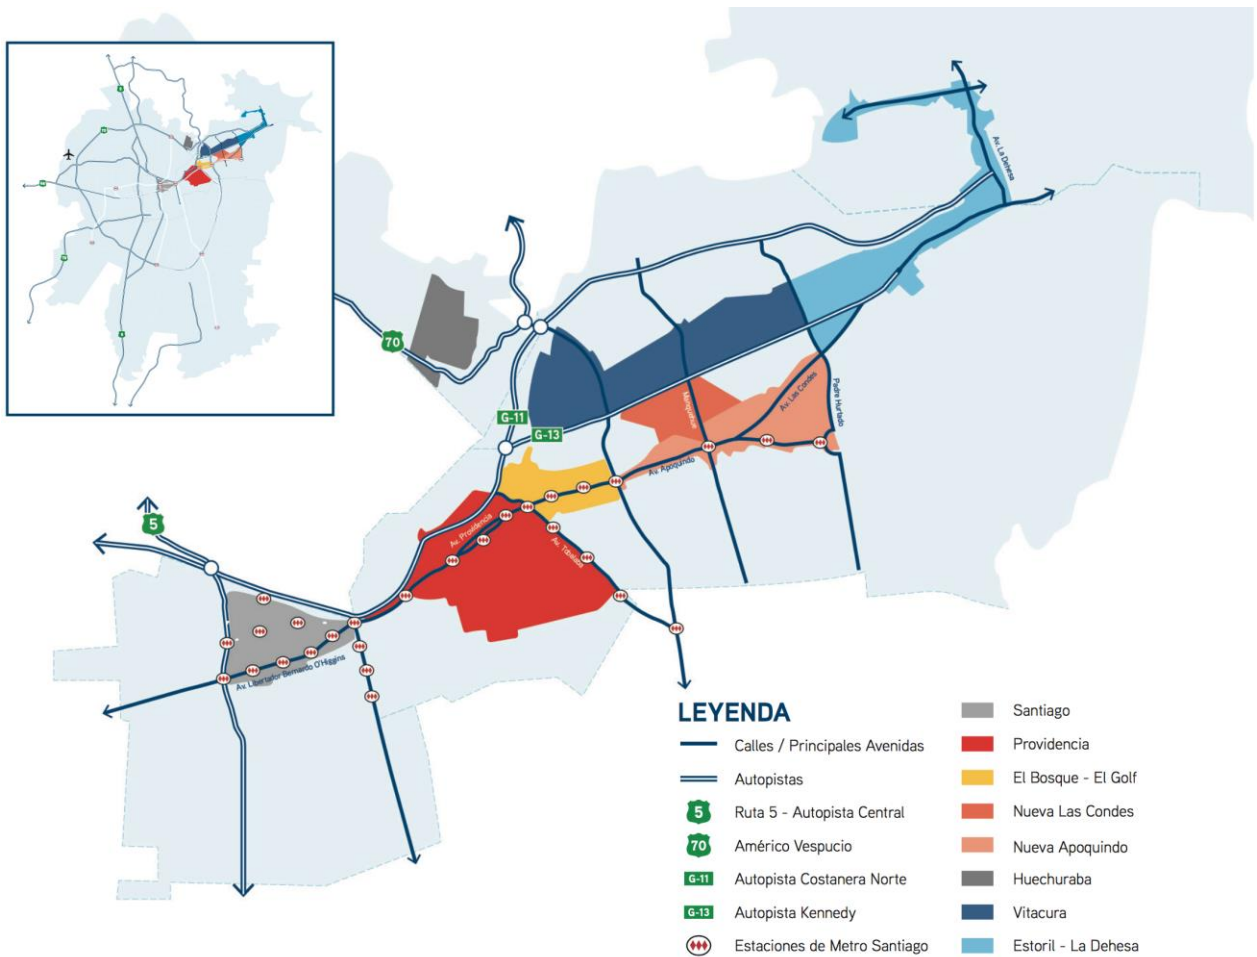 70
G-11
G-13
5
Av. La Dehesa
Manquehue
Av. Las Condes
Padre Hurtado
Av. Apoquindo
Av. Providencia
Av. Tobalaba
Av. Libertador Bernardo O'Higgins
LEYENDA
Calles / Principales Avenidas
Autopistas
5 Ruta 5 - Autopista Central
70 Américo Vespucio
G-11 Autopista Costanera Norte
G-13 Autopista Kennedy
Estaciones de Metro Santiago
Santiago
Providencia
El Bosque - El Golf
Nueva Las Condes
Nueva Apoquindo
Huechuraba
Vitacura
Estoril - La Dehesa